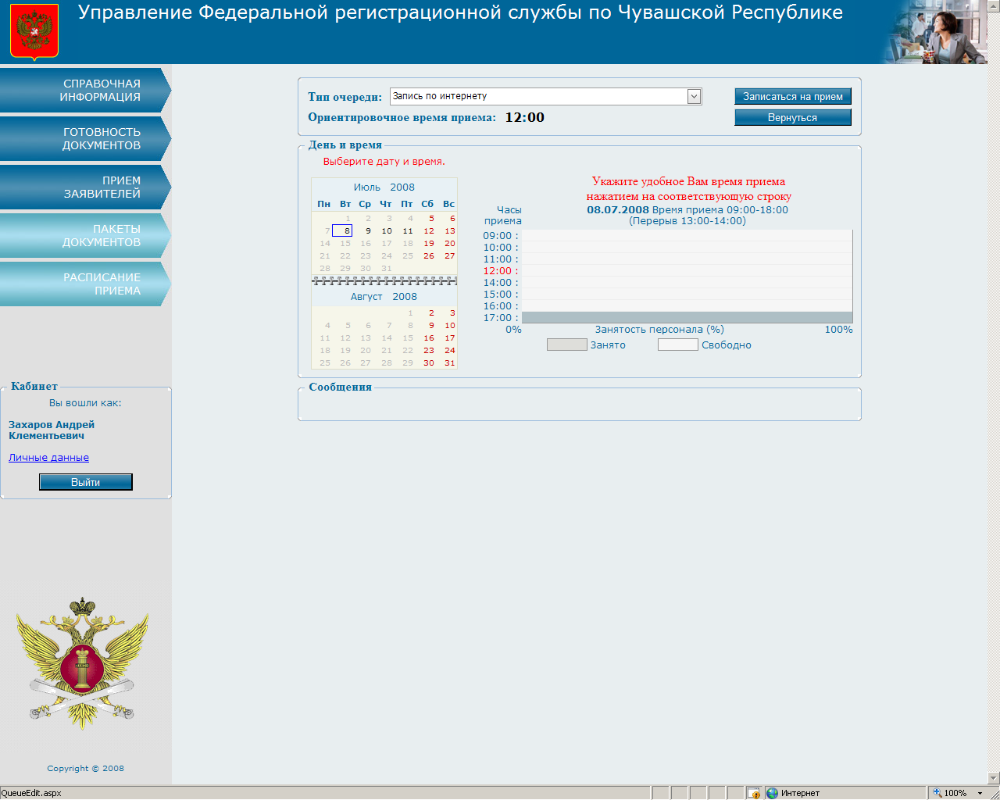 Управление Федеральной регистрационной службы по Чувашской Республике
СПРАВОЧНАЯ
ИНФОРМАЦИЯ
ГОТОВНОСТЬ
ДОКУМЕНТОВ
ПРИЕМ
ЗАЯВИТЕЛЕЙ
ПАКЕТЫ
ДОКУМЕНТОВ
РАСПИСАНИЕ
ПРИЕМА
Кабинет
Вы вошли как:
Захаров Андрей
Клементьевич
Личные данные
Выйти
Copyright © 2008
Тип очереди: Запись по интернету
Записаться на прием
Ориентировочное время приема: 12:00
Вернуться
День и время
Выберите дату и время.
Июль 2008
Пн Вт Ср Чт Пт Сб Вс
1 2 3 4 5 6
7 8 9 10 11 12 13
14 15 16 17 18 19 20
21 22 23 24 25 26 27
28 29 30 31
Август 2008
1 2 3
4 5 6 7 8 9 10
11 12 13 14 15 16 17
18 19 20 21 22 23 24
25 26 27 28 29 30 31
Укажите удобное Вам время приема
нажатием на соответствующую строку
Часы
приема
08.07.2008 Время приема 09:00-18:00
(Перерыв 13:00-14:00)
09:00 :
10:00 :
11:00 :
12:00 :
14:00 :
15:00 :
16:00 :
17:00 :
0% Занятость персонала (%) 100%
Занято Свободно
Сообщения
QueueEdit.aspx
Интернет
100%